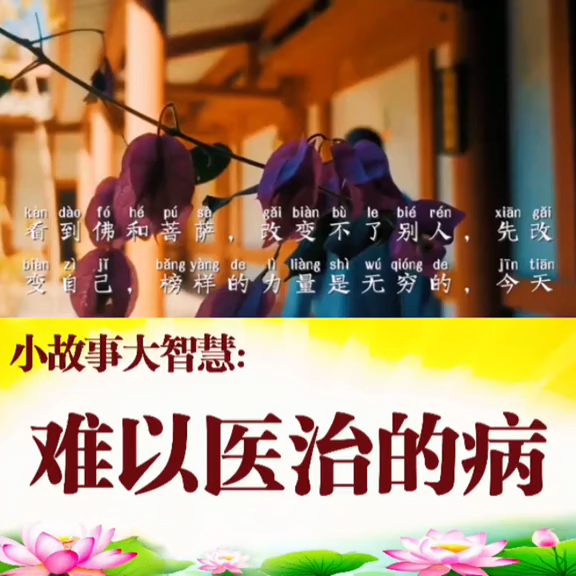 kàn dào fó hé pú sà gǎi biàn bù le bié rén xiān gǎi
看到佛和菩萨，改变不了别人，先改
biàn zì jǐ bǎng yàng de lì liàng shì wú qióng de jīn tiān
变自己，榜样的力量是无穷的，今天
小故事大智慧:
难以医治的病